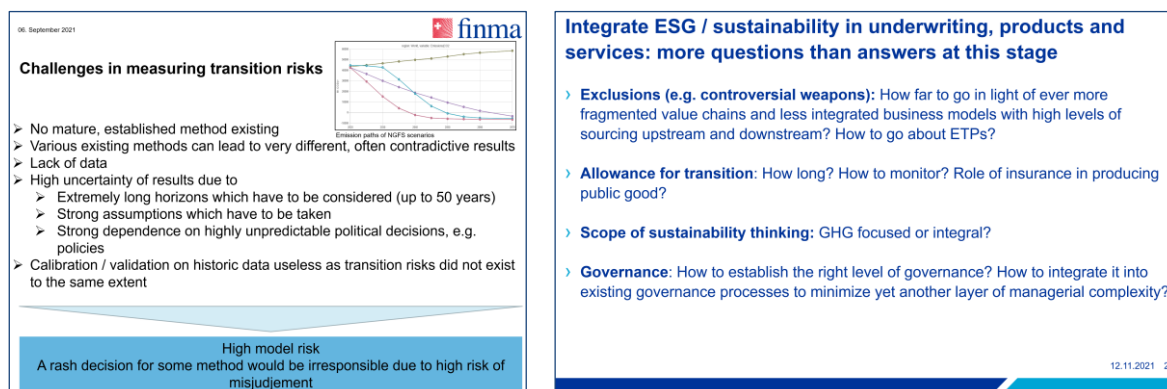 06. September 2021
finma
Challenges in measuring transition risks
Emission paths of NGFS scenarios
➢ No mature, established method existing
➢ Various existing methods can lead to very different, often contradictive results
➢ Lack of data
➢ High uncertainty of results due to
➢ Extremely long horizons which have to be considered (up to 50 years)
➢ Strong assumptions which have to be taken
➢ Strong dependence on highly unpredictable political decisions, e.g.
policies
➢ Calibration / validation on historic data useless as transition risks did not exist
to the same extent
High model risk
A rash decision for some method would be irresponsible due to high risk of
misjudjement
Integrate ESG / sustainability in underwriting, products and
services: more questions than answers at this stage
› Exclusions (e.g. controversial weapons): How far to go in light of ever more
fragmented value chains and less integrated business models with high levels of
sourcing upstream and downstream? How to go about ETPs?
› Allowance for transition: How long? How to monitor? Role of insurance in producing
public good?
› Scope of sustainability thinking: GHG focused or integral?
› Governance: How to establish the right level of governance? How to integrate it into
existing governance processes to minimize yet another layer of managerial complexity?
12.11.2021 2